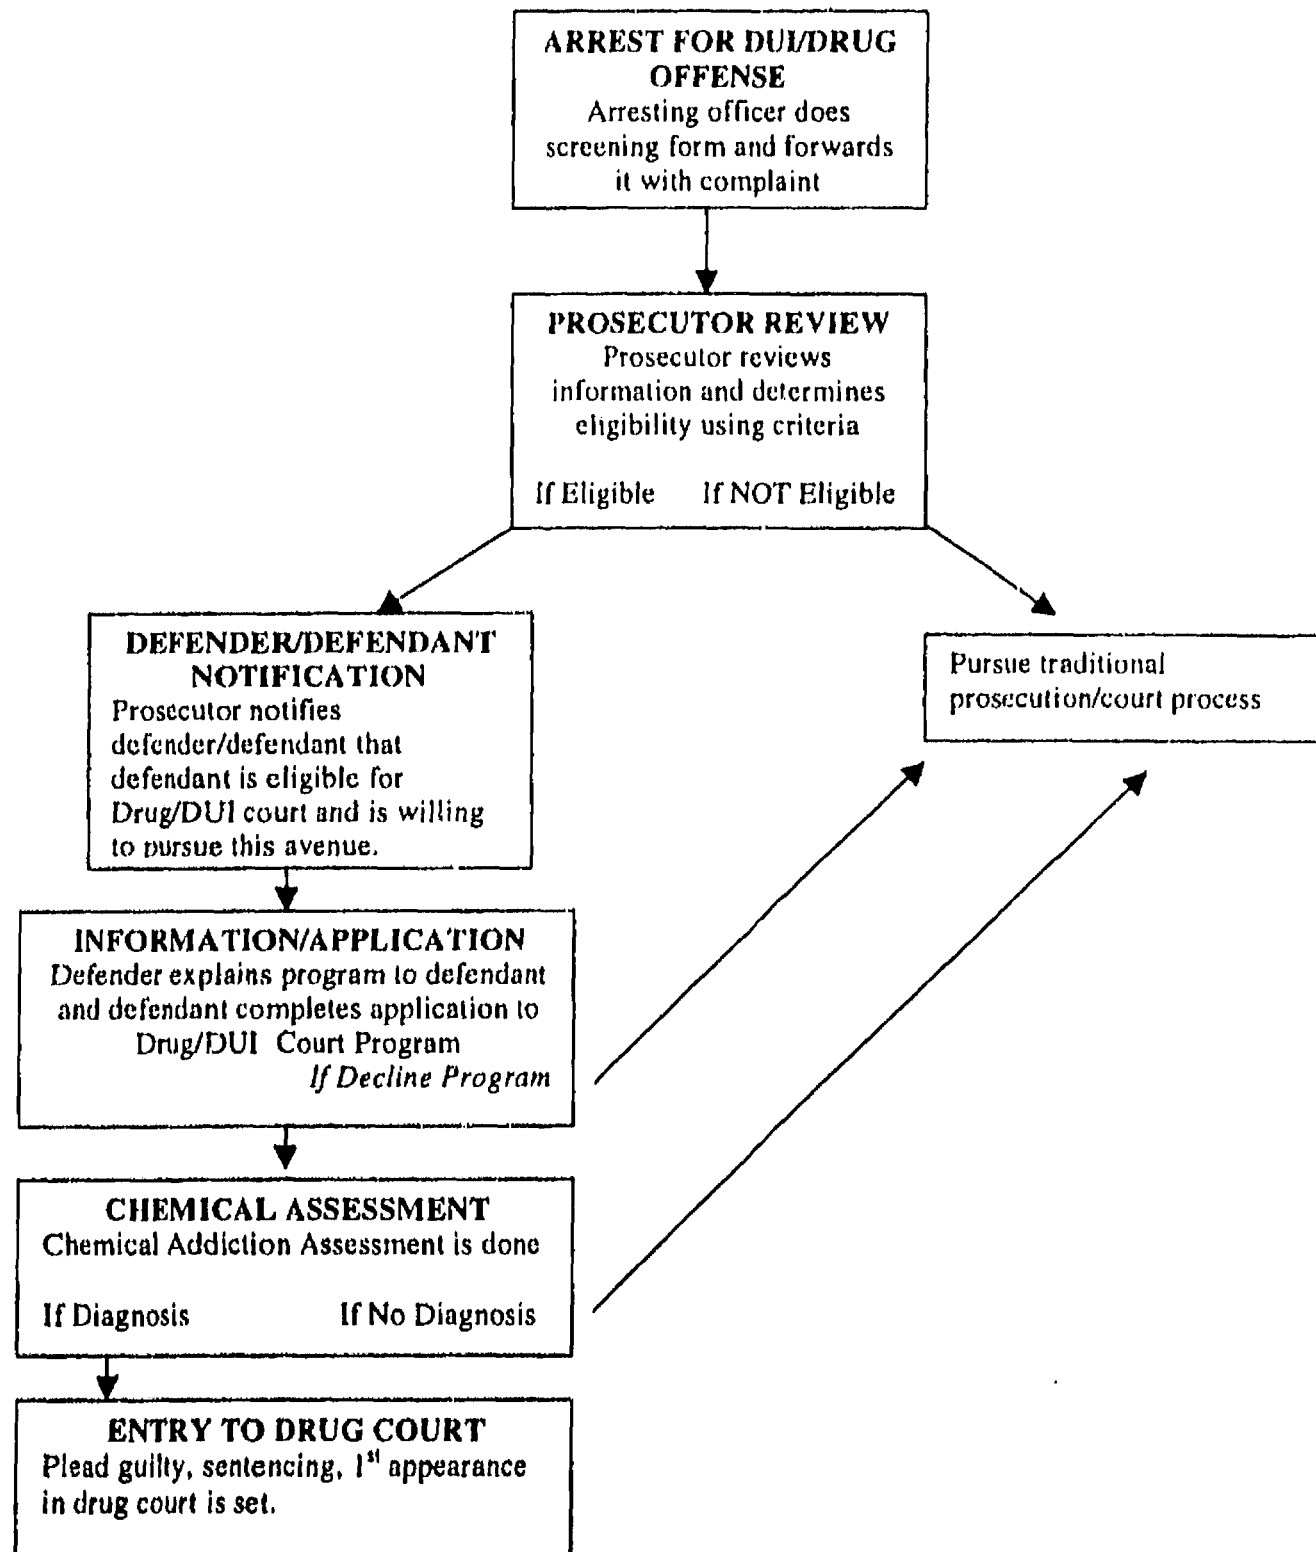 ARREST FOR DUI/DRUG
OFFENSE
Arresting officer does
screening form and forwards
it with complaint
PROSECUTOR REVIEW
Prosecutor reviews
information and determines
eligibility using criteria
If Eligible If NOT Eligible
DEFENDER/DEFENDANT
NOTIFICATION
Prosecutor notifies
defender/defendant that
defendant is eligible for
Drug/DUI court and is willing
to pursue this avenue.
Pursue traditional
prosecution/court process
INFORMATION/APPLICATION
Defender explains program to defendant
and defendant completes application to
Drug/DUI Court Program
If Decline Program
CHEMICAL ASSESSMENT
Chemical Addiction Assessment is done
If Diagnosis If No Diagnosis
ENTRY TO DRUG COURT
Plead guilty, sentencing, 1st appearance
in drug court is set.